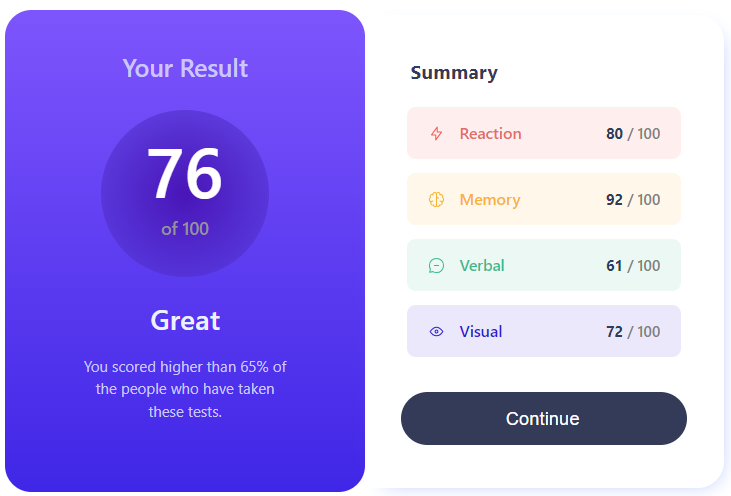 Your Result
76
of 100
Great
You scored higher than 65% of
the people who have taken
these tests.
Summary
Reaction 80 / 100
Memory 92 / 100
Verbal 61 / 100
Visual 72 / 100
Continue